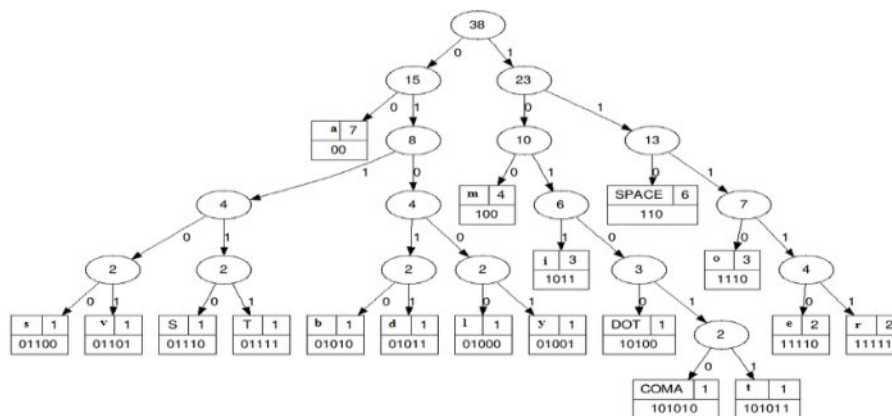 38
0 1
15 23
0 1 0 1
a 7
00
8 10 13
1 0 0 1 0 1
4 4
m 4
100
6
SPACE 6
110
7
0 1 1 0 1 0 0 1
2 2 2 2
i 3
1011
3
o 3
1110
4
0 1 0 1 0 1 0 1 0 1 0 1
s 1 v 1 S 1 T 1 b 1 d 1 l 1 y 1 DOT 1
01100 01101 01110 01111 01010 01011 01000 01001 10100
2
e 2 r 2
11110 11111
0 1
COMA 1 t 1
101010 101011